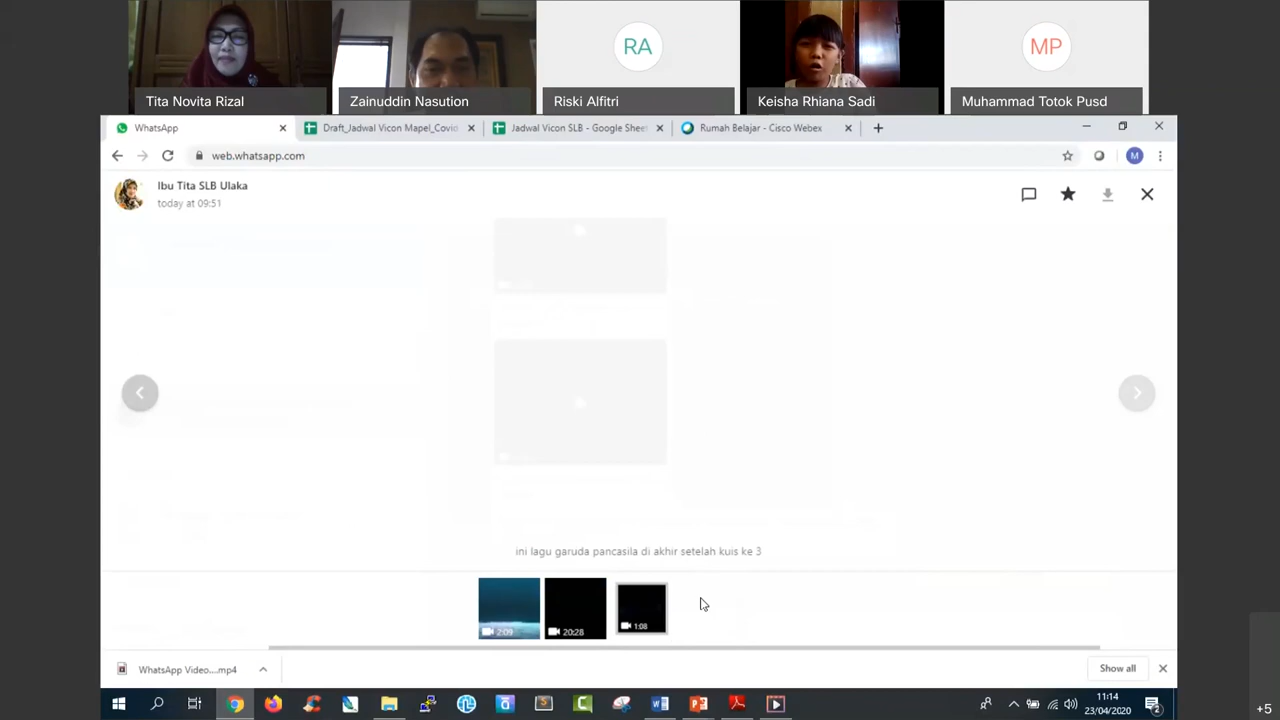 RA
MP
Tita Novita Rizal
Zainuddin Nasution
Riski Alfitri
Keisha Rhiana Sadi
Muhammad Totok Pusd
WhatsApp
Draft_Jadwal Vicon Mapel_Covid
Jadwal Vicon SLB - Google Sheet
Rumah Belajar - Cisco Webex
web.whatsapp.com
M
Ibu Tita SLB Ulaka
today at 09:51
ini lagu garuda pancasila di akhir setelah kuis ke 3
2:09
20:28
1:08
WhatsApp Video....mp4
Show all
11:14
23/04/2020
2
+5